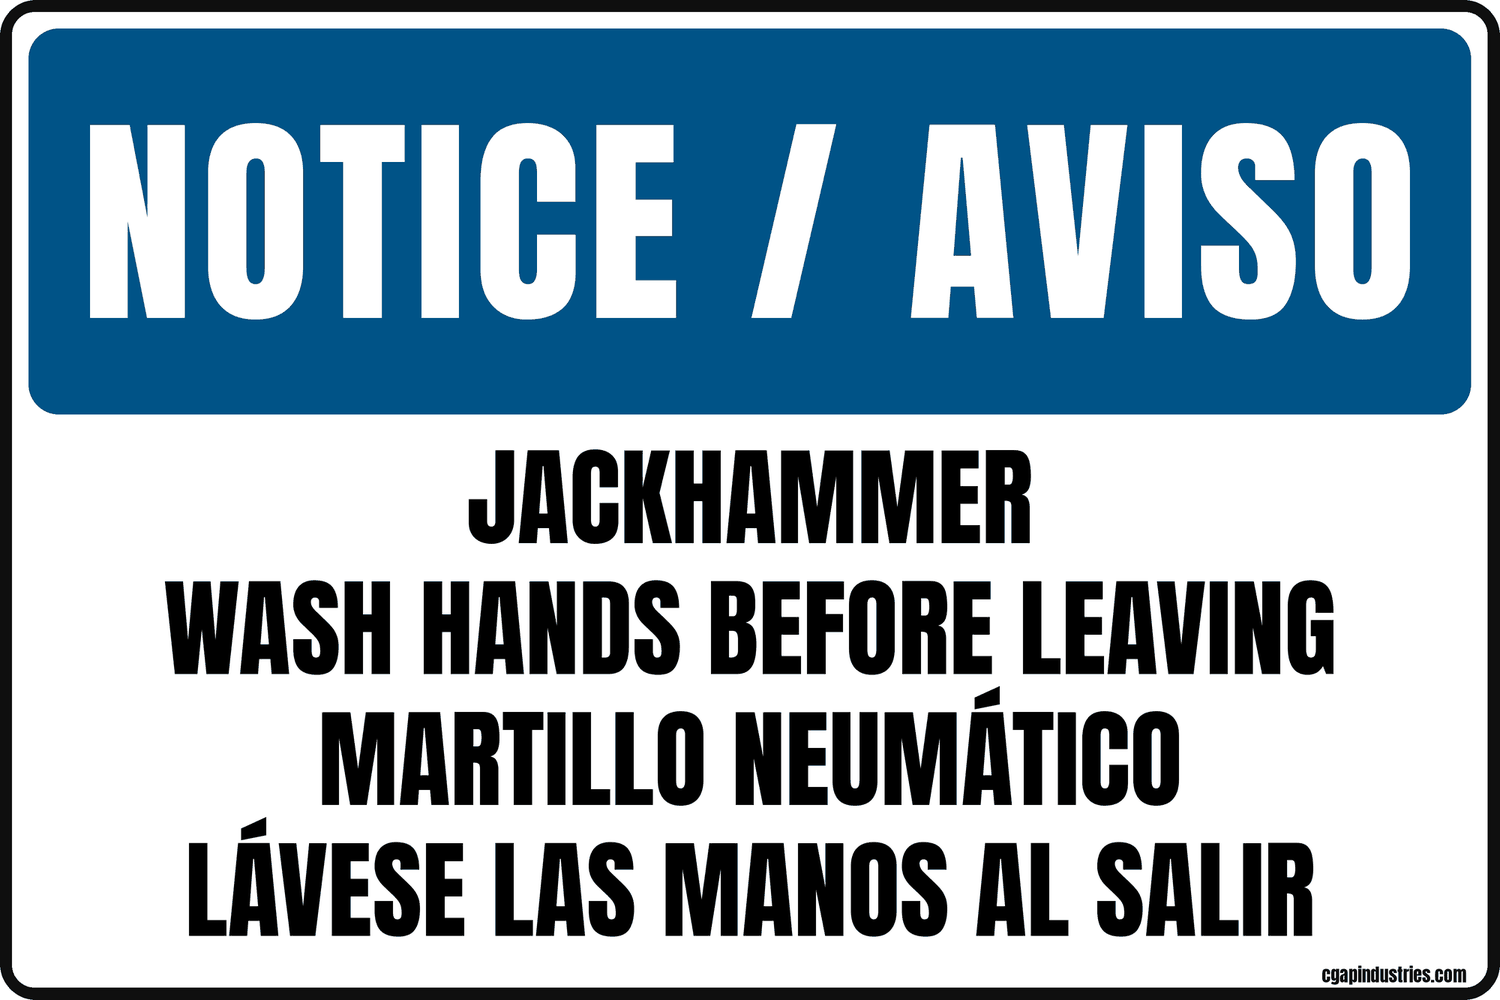 NOTICE / AVISO
JACKHAMMER
WASH HANDS BEFORE LEAVING
MARTILLO NEUMÁTICO
LÁVESE LAS MANOS AL SALIR
cgapindustries.com